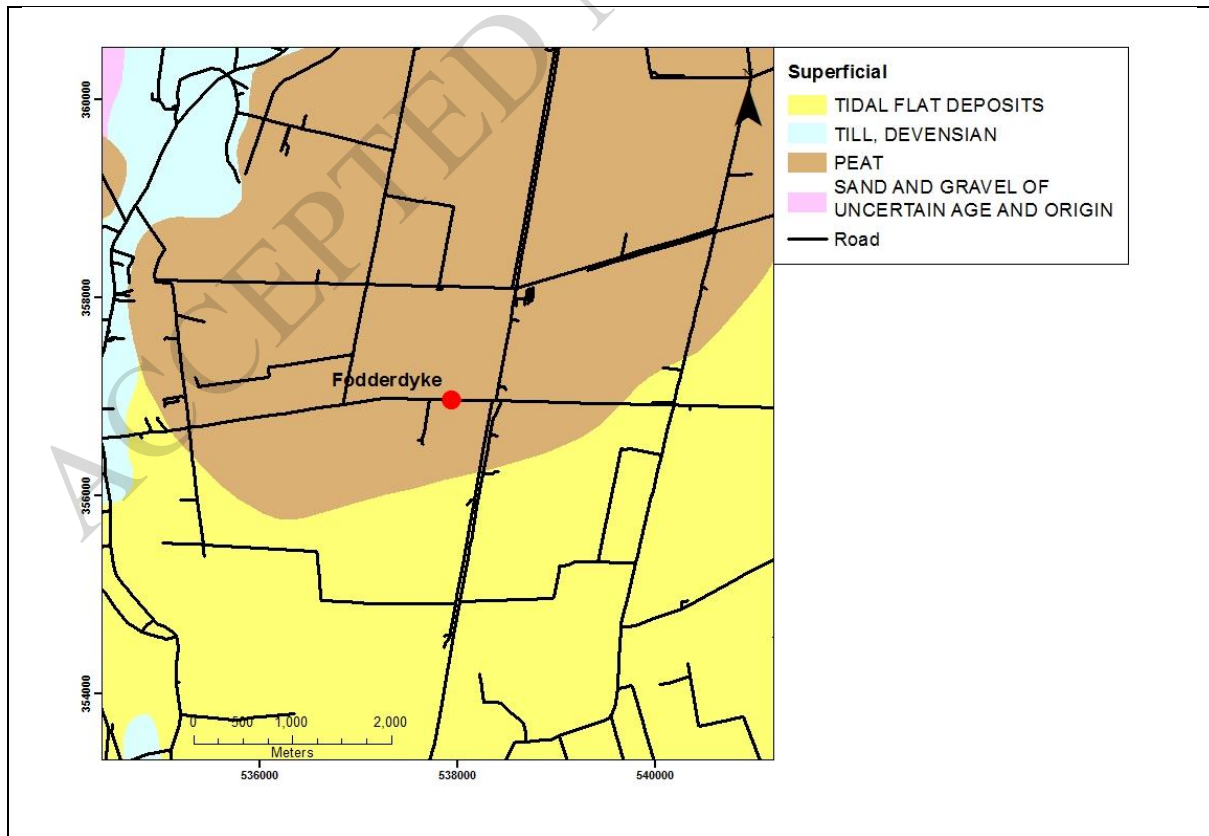 Superficial
TIDAL FLAT DEPOSITS
TILL, DEVENSIAN
PEAT
SAND AND GRAVEL OF
UNCERTAIN AGE AND ORIGIN
Road
N
360000
358000
356000
354000
Fodderdyke
0 500 1,000 2,000
Meters
536000 538000 540000
ACCEPTED